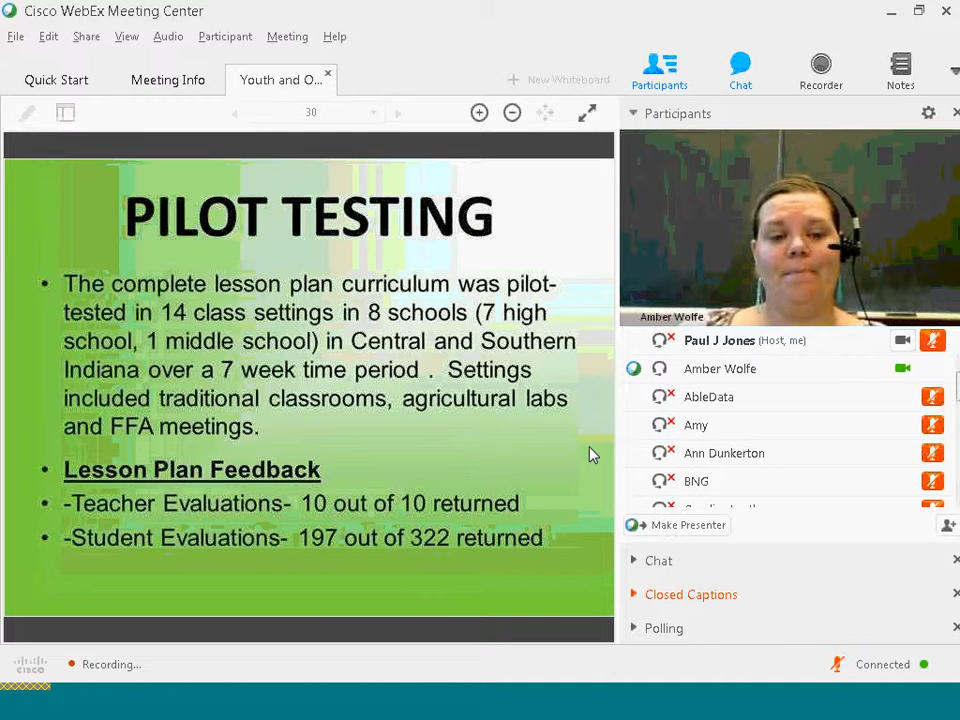 Cisco WebEx Meeting Center
File Edit Share View Audio Participant Meeting Help
Quick Start Meeting Info Youth and O... New Whiteboard
Participants Chat Recorder Notes
30
Participants
PILOT TESTING
• The complete lesson plan curriculum was pilot-
tested in 14 class settings in 8 schools (7 high
school, 1 middle school) in Central and Southern
Indiana over a 7 week time period . Settings
included traditional classrooms, agricultural labs
and FFA meetings.
• Lesson Plan Feedback
• -Teacher Evaluations- 10 out of 10 returned
• -Student Evaluations- 197 out of 322 returned
Amber Wolfe
Paul J Jones (Host, me)
Amber Wolfe
AbleData
Amy
Ann Dunkerton
BNG
Make Presenter
Chat
Closed Captions
Polling
cisco
Recording...
Connected